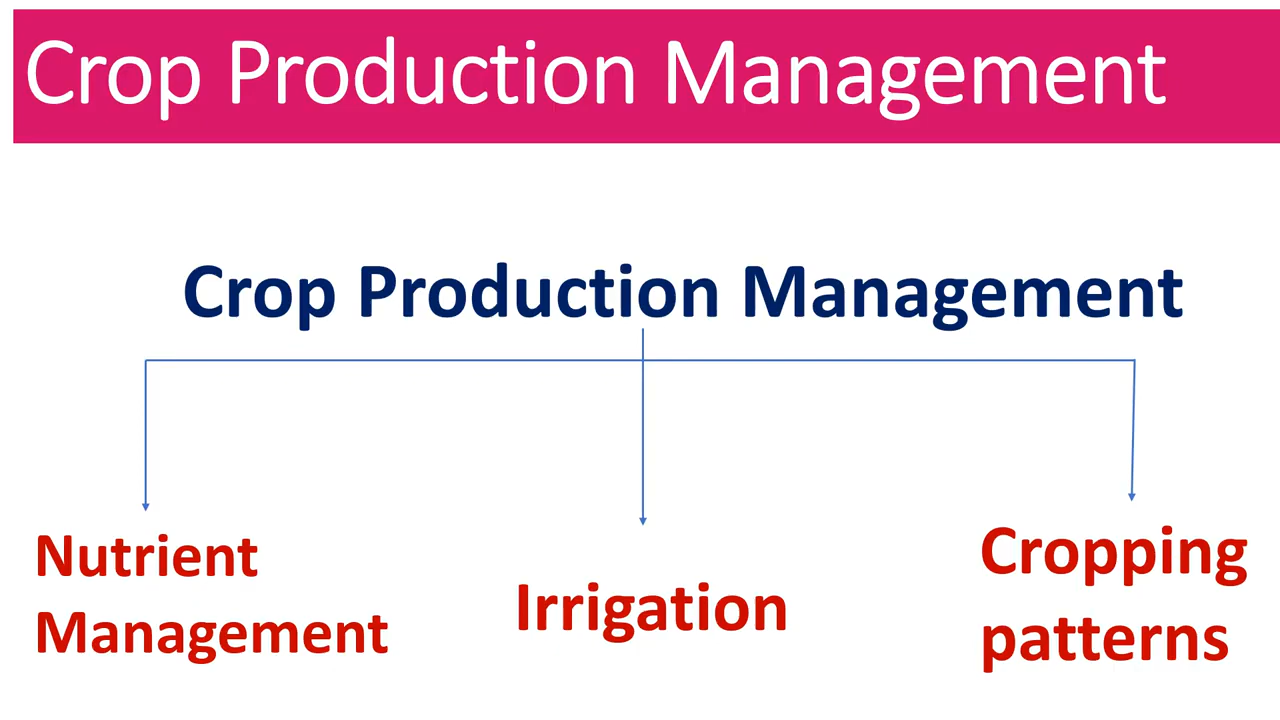 Crop Production Management
Crop Production Management
Nutrient
Management
Irrigation
Cropping
patterns